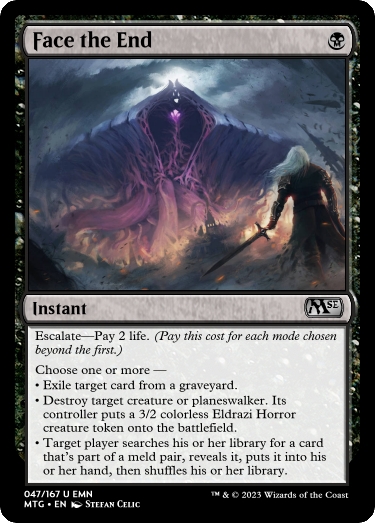 Face the End
Instant
MSE
Escalate—Pay 2 life. (Pay this cost for each mode chosen
beyond the first.)
Choose one or more —
• Exile target card from a graveyard.
• Destroy target creature or planeswalker. Its
controller puts a 3/2 colorless Eldrazi Horror
creature token onto the battlefield.
• Target player searches his or her library for a card
that's part of a meld pair, reveals it, puts it into his
or her hand, then shuffles his or her library.
047/167 U EMN
MTG • EN Stefan Celic
™ & © 2023 Wizards of the Coast